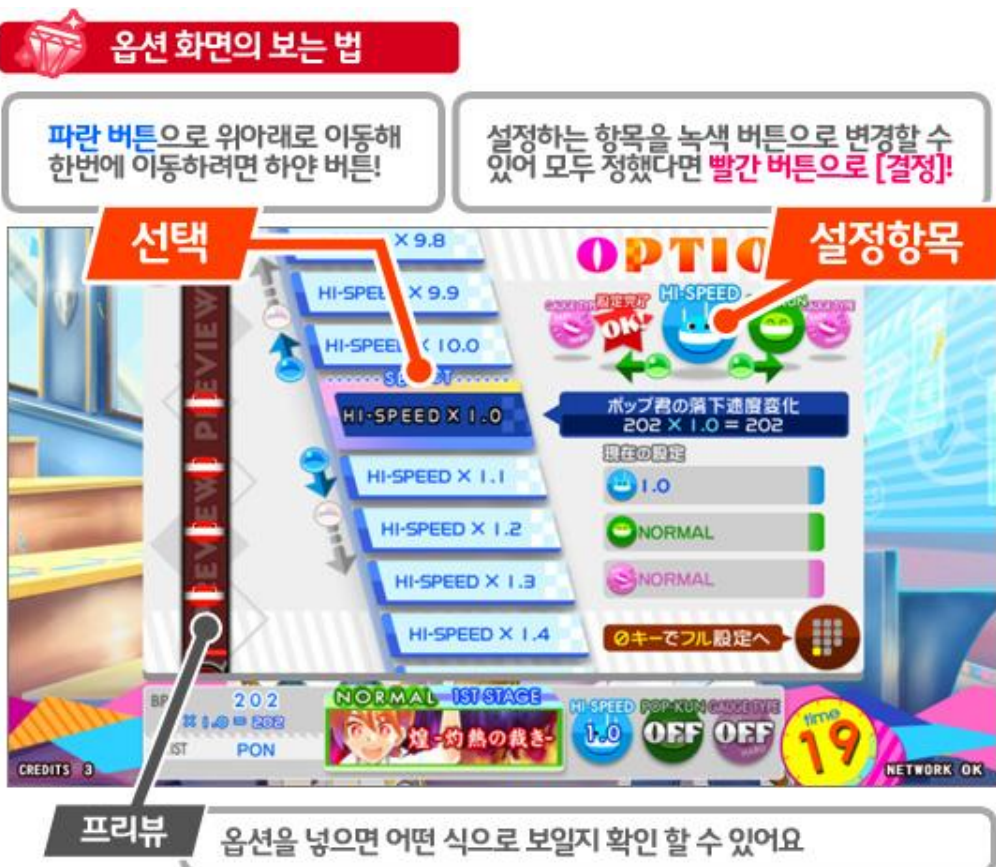 옵션 화면의 보는 법
파란 버튼으로 위아래로 이동해
한번에 이동하려면 하얀 버튼!
설정하는 항목을 녹색 버튼으로 변경할 수
있어 모두 정했다면 빨간 버튼으로 [결정]!
선택
설정항목
× 9.8
HI-SPEED × 9.9
HI-SPEED × 10.0
HI-SPEED × 1.0
HI-SPEED × 1.1
HI-SPEED × 1.2
HI-SPEED × 1.3
HI-SPEED × 1.4
PREVIEW
PREVIEW
HI-SPEED
設定完了
OK!
ポップ君の落下速度変化
202 × 1.0 = 202
現在の設定
1.0
NORMAL
NORMAL
0キーでフル設定へ
202
× 1.0 = 202
PON
NORMAL 1ST STAGE
煌-灼熱の裁き-
HI-SPEED POP-KUN GAUGE TYPE
1.0 OFF OFF
time
19
CREDITS 3
NETWORK OK
프리뷰
옵션을 넣으면 어떤 식으로 보일지 확인 할 수 있어요